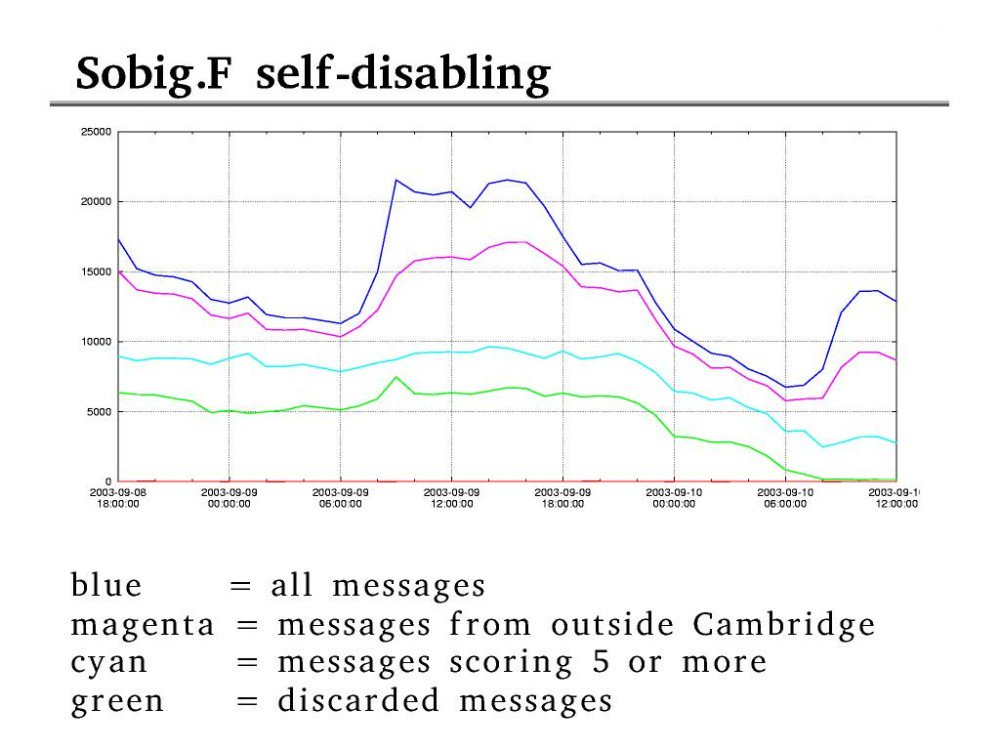 Sobig.F self-disabling
25000
20000
15000
10000
5000
0
2003-09-08 2003-09-09 2003-09-09 2003-09-09 2003-09-09 2003-09-10 2003-09-10 2003-09-1
18:00:00 00:00:00 06:00:00 12:00:00 18:00:00 00:00:00 06:00:00 12:00:00
blue = all messages
magenta = messages from outside Cambridge
cyan = messages scoring 5 or more
green = discarded messages